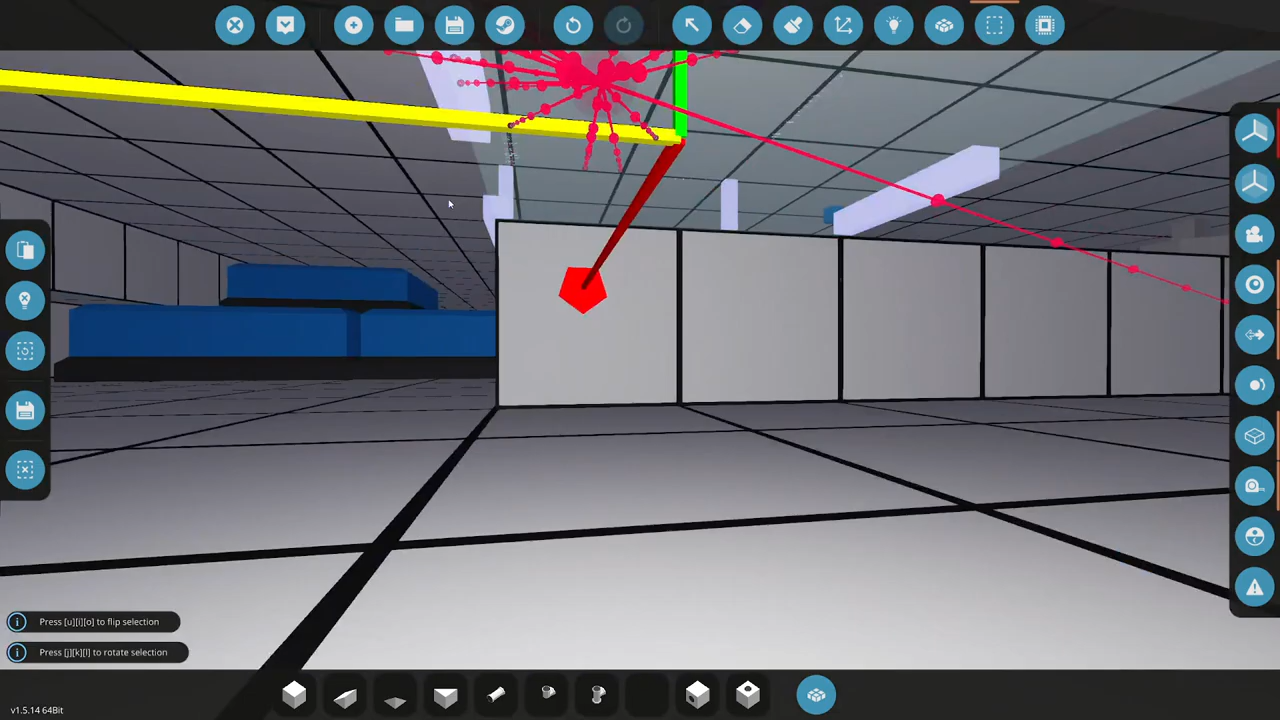 Press [u][i][o] to flip selection
Press [j][k][l] to rotate selection
v1.5.14 64Bit